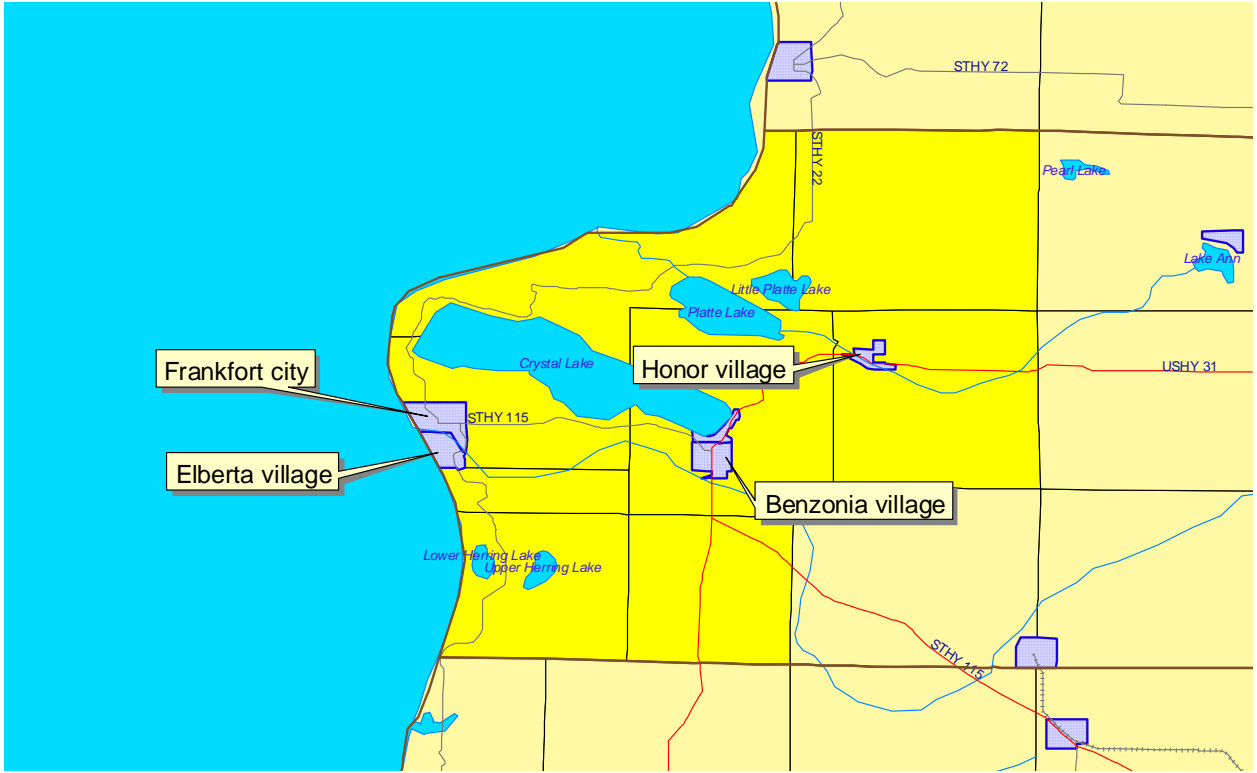 STHY 72
STHY 22
Pearl Lake
Lake Ann
Little Platte Lake
Platte Lake
Crystal Lake
Honor village
USHY 31
Frankfort city
STHY 115
Elberta village
Benzonia village
Lower Herring Lake
Upper Herring Lake
STHY 115